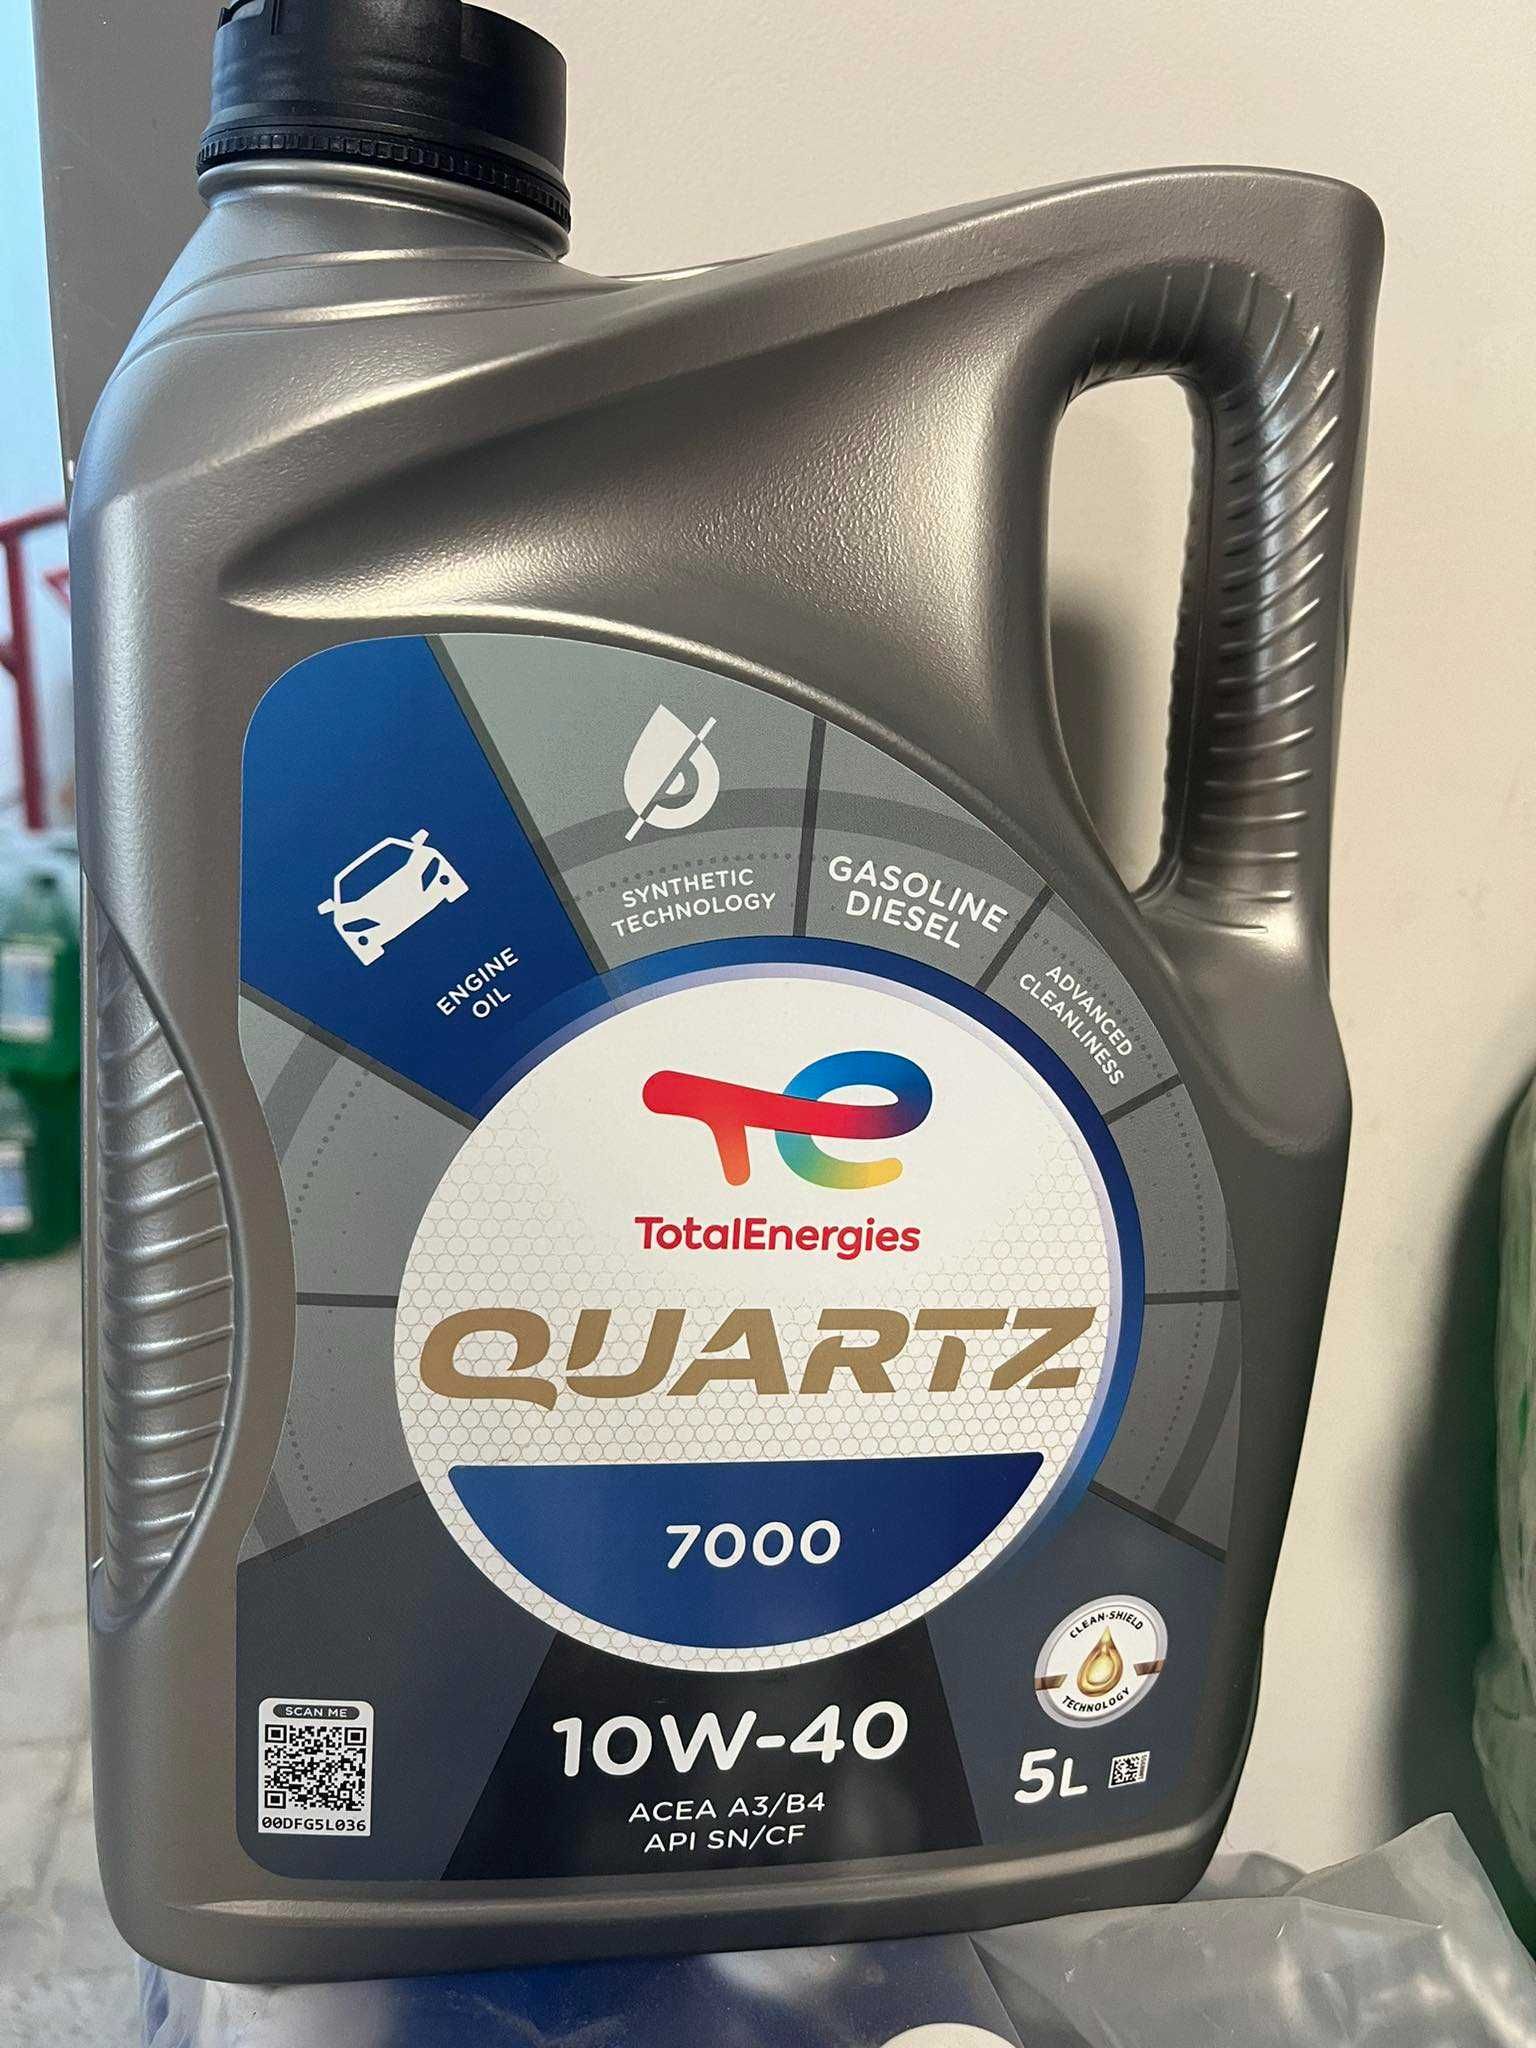 SYNTHETIC
TECHNOLOGY
GASOLINE
DIESEL
ENGINE
OIL
ADVANCED
CLEANLINESS
TotalEnergies
QUARTZ
7000
CLEAN-SHIELD
TECHNOLOGY
SCAN ME
00DFG5L036
10W-40
ACEA A3/B4
API SN/CF
5L